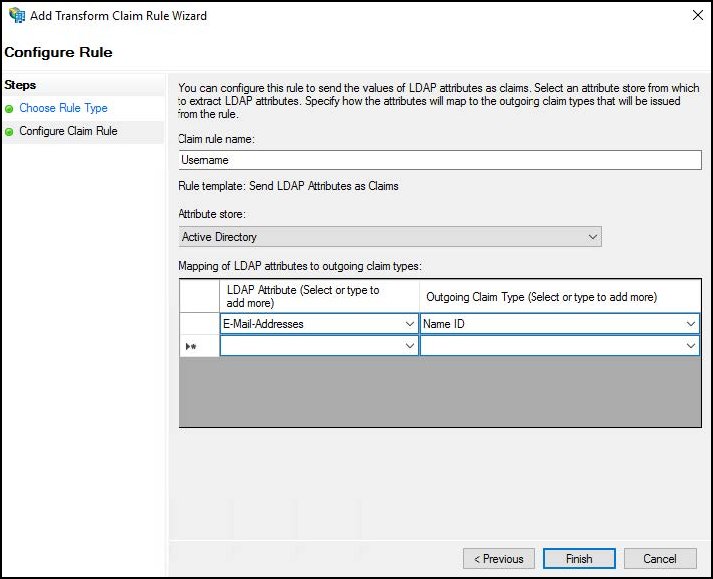 Add Transform Claim Rule Wizard
Configure Rule
Steps
Choose Rule Type
Configure Claim Rule
You can configure this rule to send the values of LDAP attributes as claims. Select an attribute store from which
to extract LDAP attributes. Specify how the attributes will map to the outgoing claim types that will be issued
from the rule.
Claim rule name:
Username
Rule template: Send LDAP Attributes as Claims
Attribute store:
Active Directory
Mapping of LDAP attributes to outgoing claim types:
LDAP Attribute (Select or type to
add more)
Outgoing Claim Type (Select or type to add more)
E-Mail-Addresses
Name ID
< Previous
Finish
Cancel